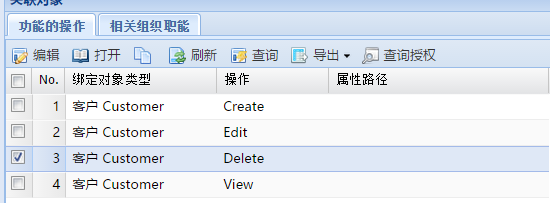 功能的操作 相关组织职能
编辑 打开 刷新 查询 导出 查询授权
No. 绑定对象类型 操作 属性路径
1 客户 Customer Create
2 客户 Customer Edit
3 客户 Customer Delete
4 客户 Customer View